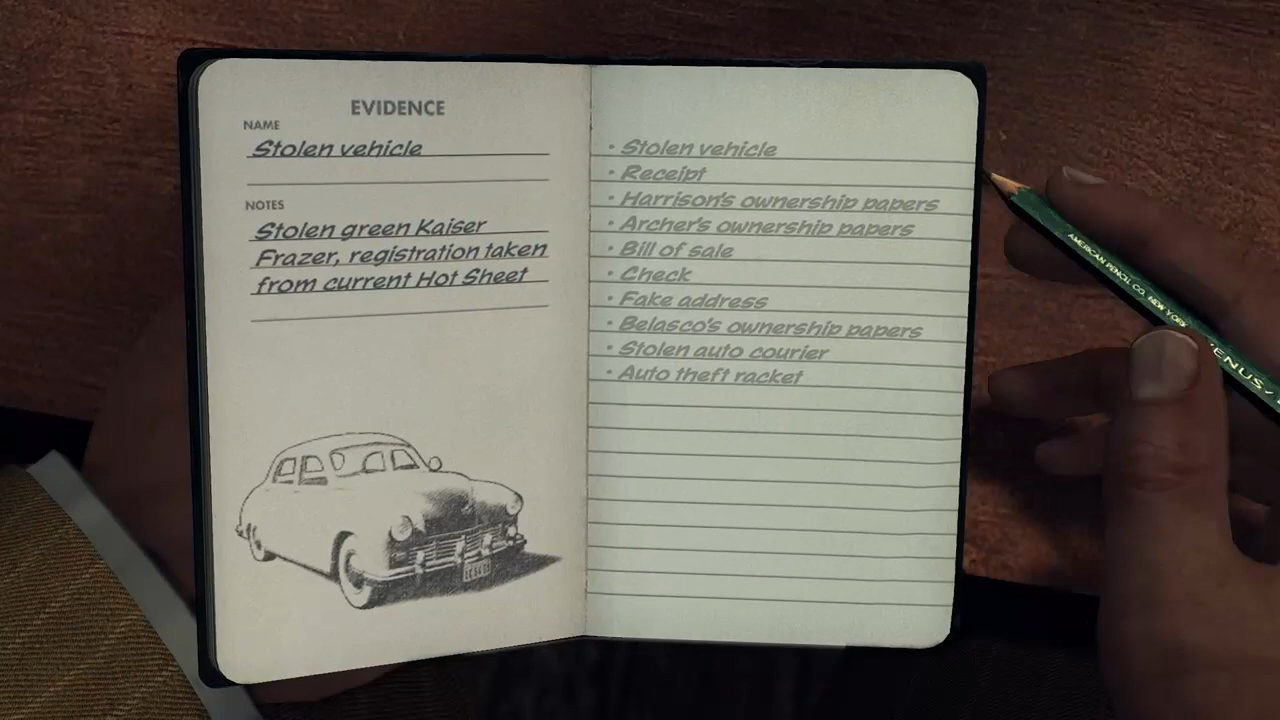 EVIDENCE
NAME
Stolen vehicle
NOTES
Stolen green Kaiser
Frazer, registration taken
from current Hot Sheet
• Stolen vehicle
• Receipt
• Harrison's ownership papers
• Archer's ownership papers
• Bill of sale
• Check
• Fake address
• Belasco's ownership papers
• Stolen auto courier
• Auto theft racket
AMERICAN PENCIL CO. NEW YORK